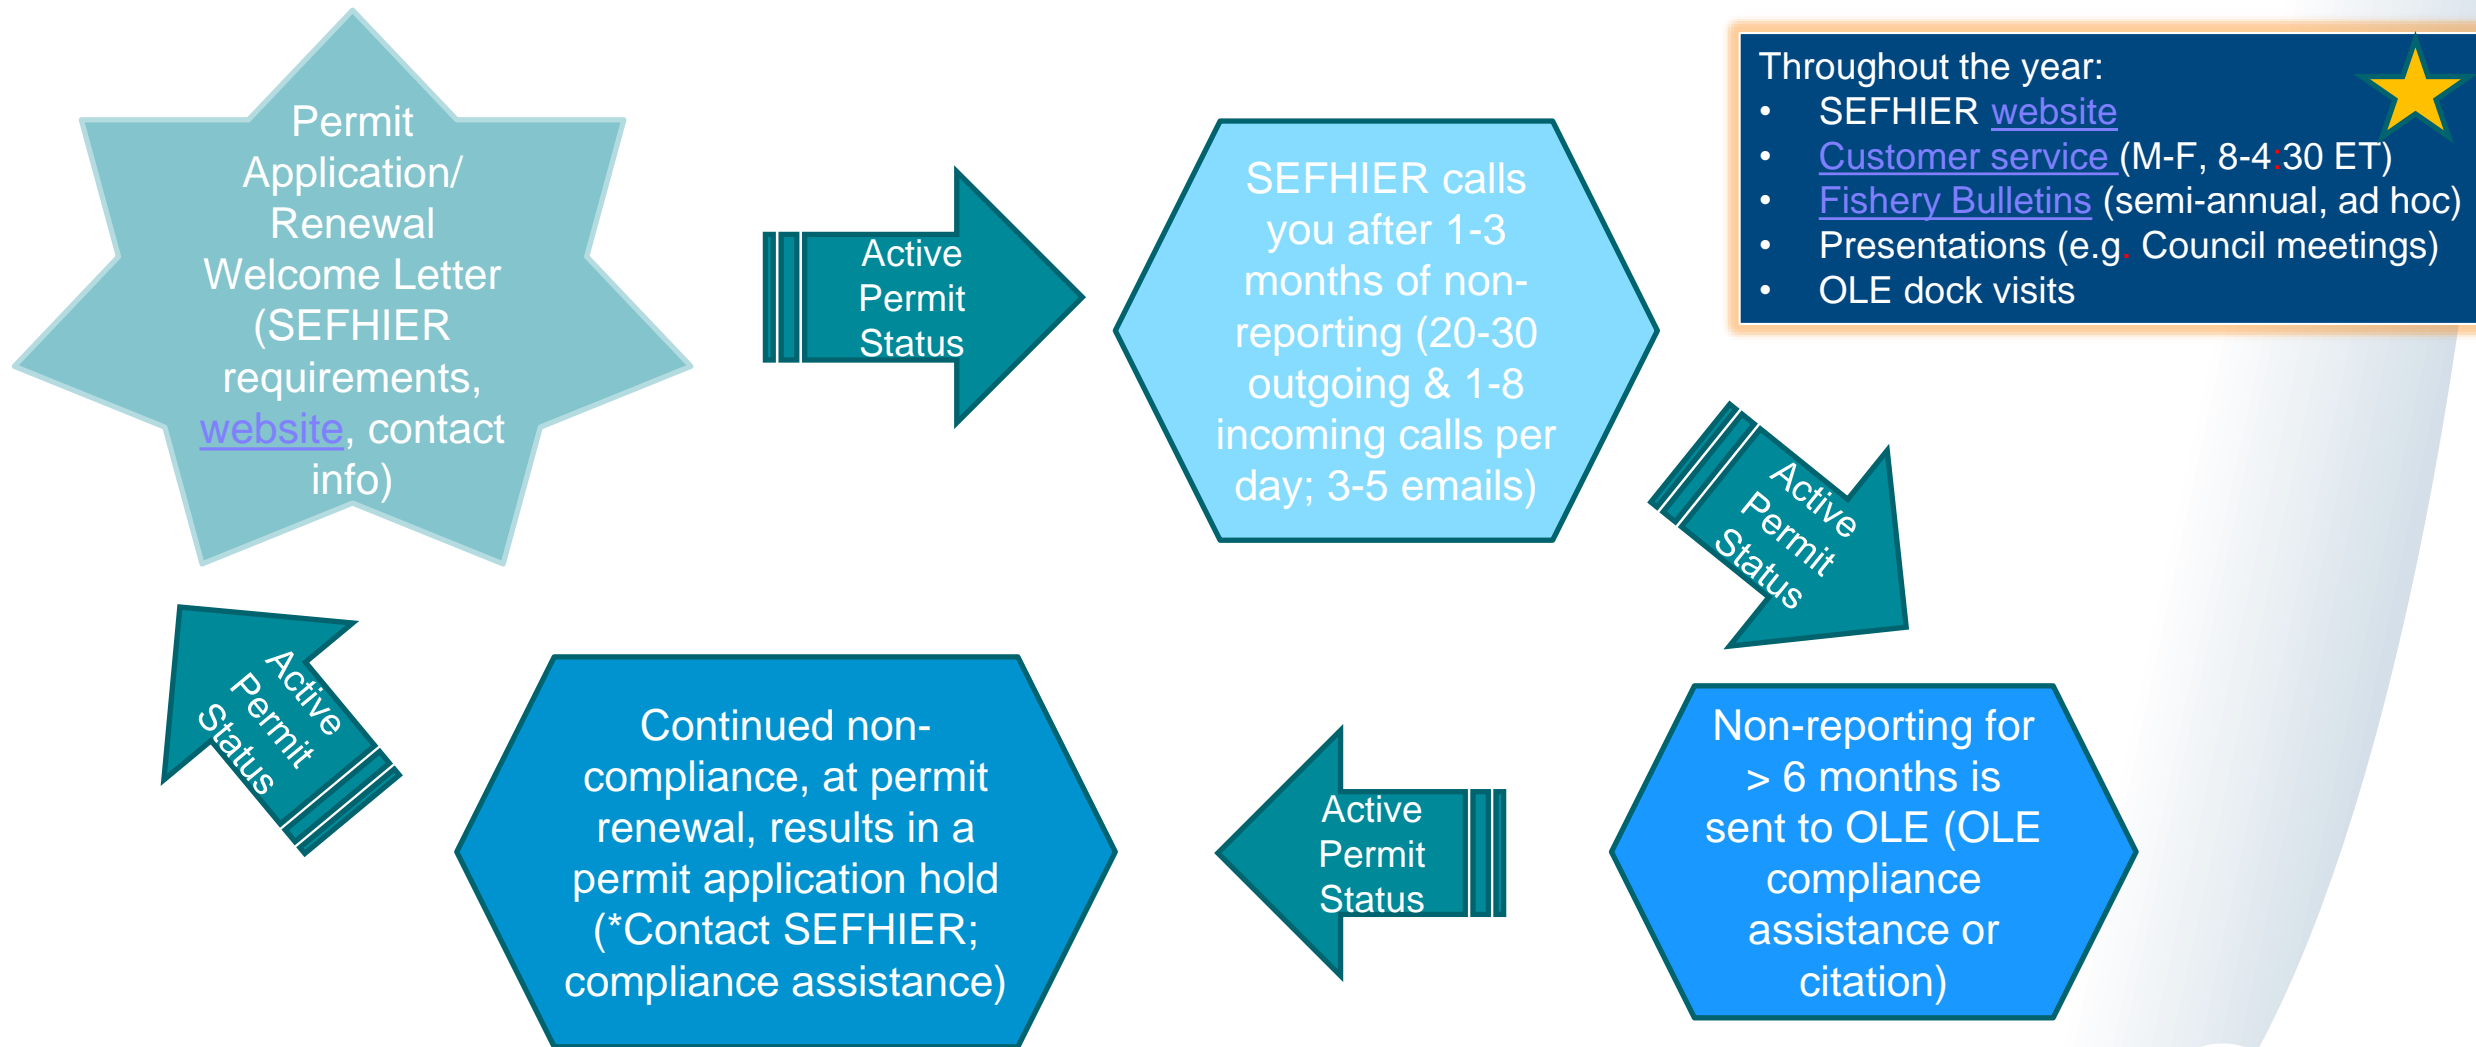 Permit
Application/
Renewal
Welcome Letter
(SEFHIER
requirements,
website, contact
info)
Active
Permit
Status
SEFHIER calls
you after 1-3
months of non-
reporting (20-30
outgoing & 1-8
incoming calls per
day; 3-5 emails)
Throughout the year:
• SEFHIER website
• Customer service (M-F, 8-4:30 ET)
• Fishery Bulletins (semi-annual, ad hoc)
• Presentations (e.g. Council meetings)
• OLE dock visits
Active
Permit
Status
Non-reporting for
> 6 months is
sent to OLE (OLE
compliance
assistance or
citation)
Active
Permit
Status
Continued non-
compliance, at permit
renewal, results in a
permit application hold
(*Contact SEFHIER;
compliance assistance)
Active
Permit
Status